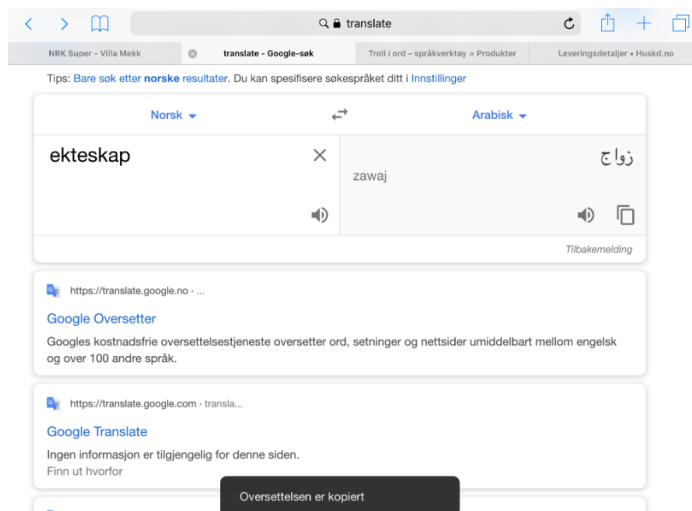 translate
NRK Super – Villa Mekk
translate - Google-søk
Troll i ord – språkverktøy » Produkter
Leveringsdetaljer • Huskd.no
Tips: Bare søk etter norske resultater. Du kan spesifisere søkespråket ditt i Innstillinger
Norsk
Arabisk
ekteskap
زواج
zawaj
Tilbakemelding
https://translate.google.no › ...
Google Oversetter
Googles kostnadsfrie oversettelsestjeneste oversetter ord, setninger og nettsider umiddelbart mellom engelsk
og over 100 andre språk.
https://translate.google.com › transla...
Google Translate
Ingen informasjon er tilgjengelig for denne siden.
Finn ut hvorfor
Oversettelsen er kopiert